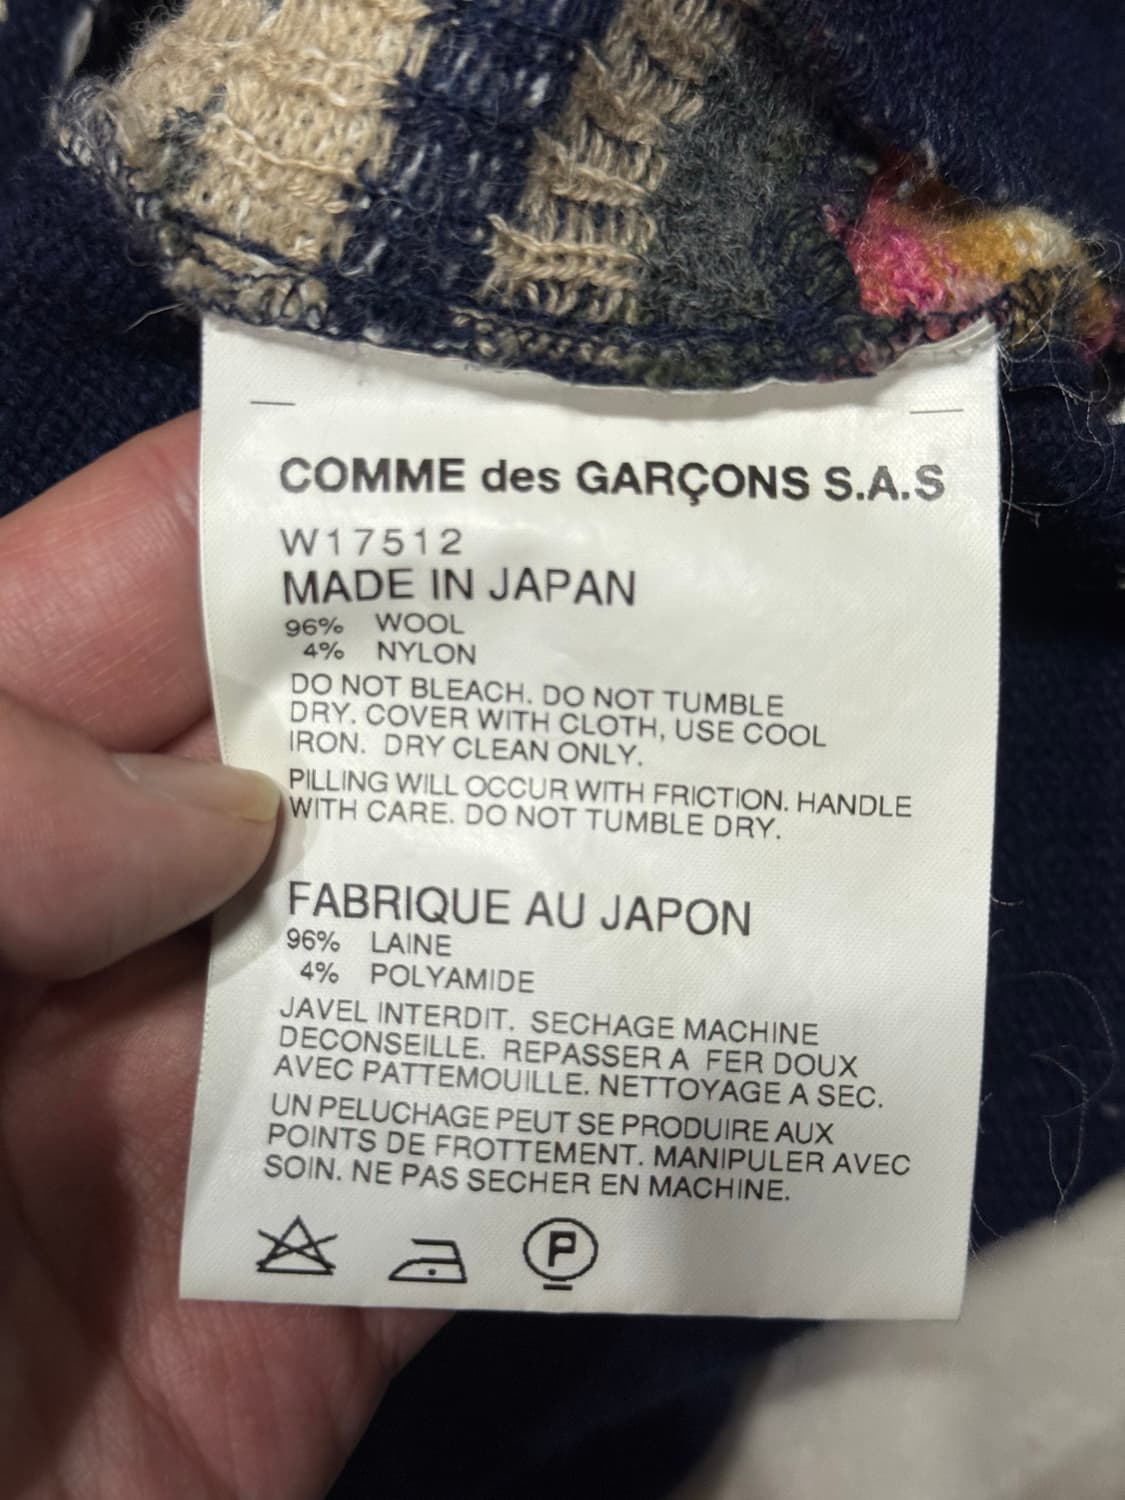 COMME des GARÇONS S.A.S
W17512
MADE IN JAPAN
96% WOOL
4% NYLON
DO NOT BLEACH. DO NOT TUMBLE
DRY. COVER WITH CLOTH, USE COOL
IRON. DRY CLEAN ONLY.
PILLING WILL OCCUR WITH FRICTION. HANDLE
WITH CARE. DO NOT TUMBLE DRY.
FABRIQUE AU JAPON
96% LAINE
4% POLYAMIDE
JAVEL INTERDIT. SECHAGE MACHINE
DECONSEILLE. REPASSER A FER DOUX
AVEC PATTEMOUILLE. NETTOYAGE A SEC.
UN PELUCHAGE PEUT SE PRODUIRE AUX
POINTS DE FROTTEMENT. MANIPULER AVEC
SOIN. NE PAS SECHER EN MACHINE.
P